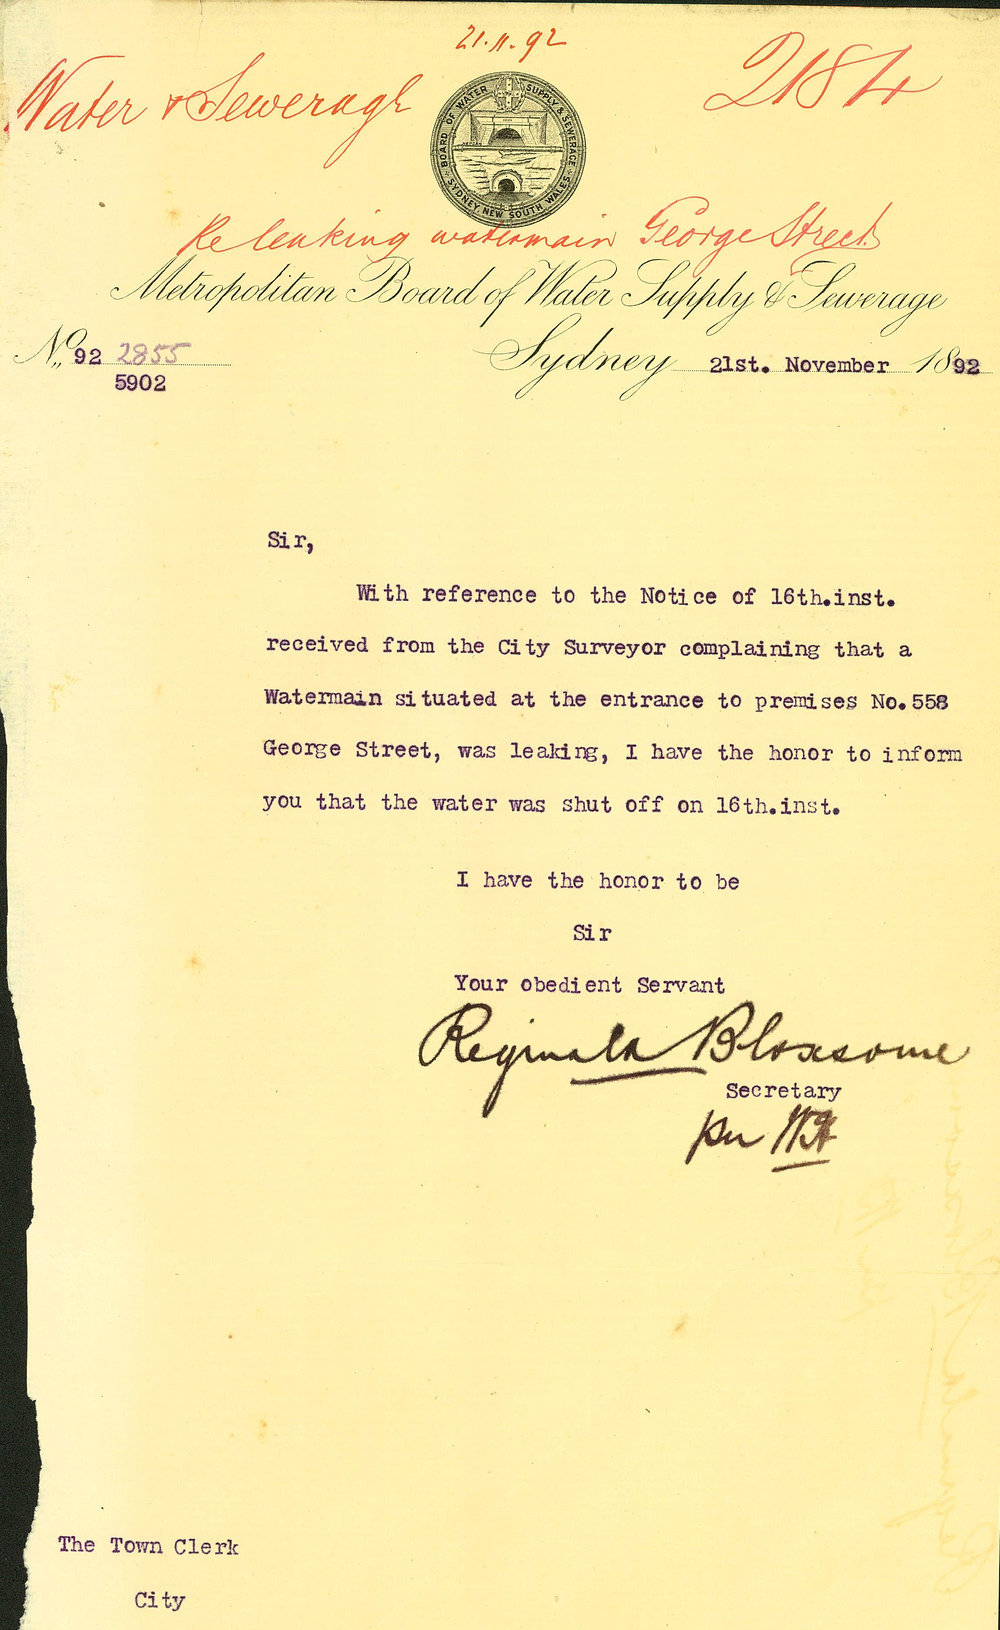 21.11.92
Water & Sewerage
2184
BOARD OF WATER SUPPLY & SEWERAGE
SYDNEY, NEW SOUTH WALES
Re leaking watermain George Street
Metropolitan Board of Water Supply & Sewerage
No. 92 2855
5902
Sydney 21st. November 1892
Sir,
With reference to the Notice of 16th.inst.
received from the City Surveyor complaining that a
Watermain situated at the entrance to premises No.558
George Street, was leaking, I have the honor to inform
you that the water was shut off on 16th.inst.
I have the honor to be
Sir
Your obedient Servant
Reginald Bloxsome
Secretary
per
The Town Clerk
City